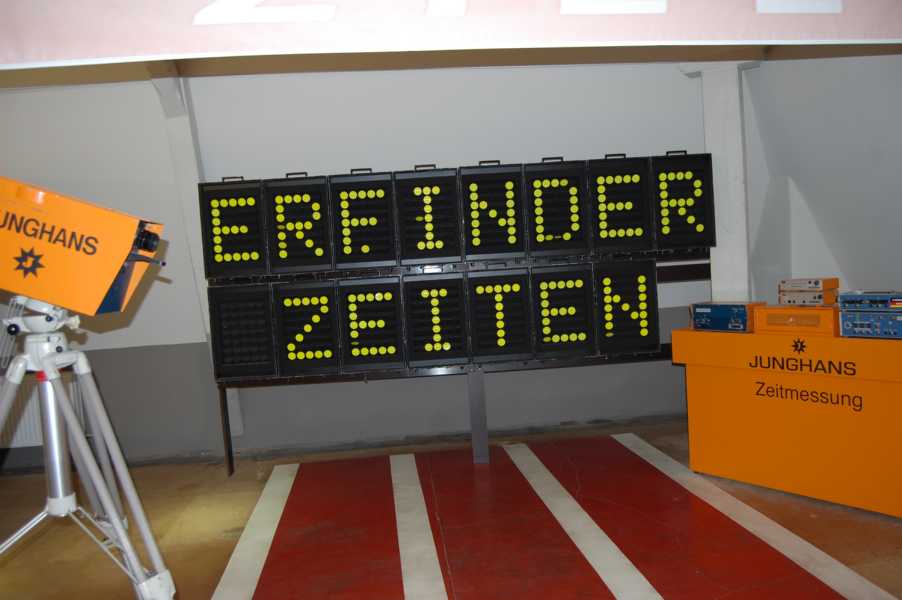 ERFINDER
ZEITEN
JUNGHANS
JUNGHANS
Zeitmessung